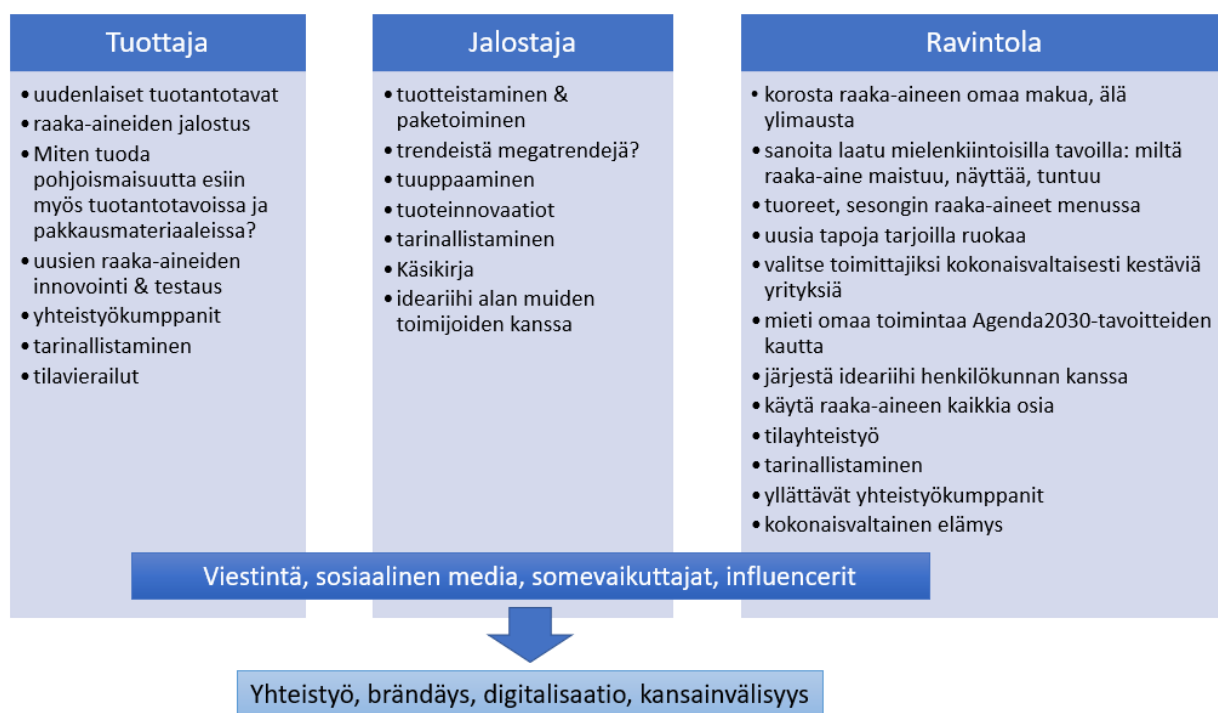 Tuottaja
• uudenlaiset tuotantotavat
• raaka-aineiden jalostus
• Miten tuoda
pohjoismaisuutta esiin
myös tuotantotavoissa ja
pakkausmateriaaleissa?
• uusien raaka-aineiden
innovointi & testaus
• yhteistyökumppanit
• tarinallistaminen
• tilavierailut
Jalostaja
• tuotteistaminen &
paketoiminen
• trendeistä megatrendejä?
• tuuppaaminen
• tuoteinnovaatiot
• tarinallistaminen
• Käsikirja
• ideariihi alan muiden
toimijoiden kanssa
Ravintola
• korosta raaka-aineen omaa makua, älä
ylimausta
• sanoita laatu mielenkiintoisilla tavoilla: miltä
raaka-aine maistuu, näyttää, tuntuu
• tuoreet, sesongin raaka-aineet menussa
• uusia tapoja tarjoilla ruokaa
• valitse toimittajiksi kokonaisvaltaisesti kestäviä
yrityksiä
• mieti omaa toimintaa Agenda2030-tavoitteiden
kautta
• järjestä ideariihi henkilökunnan kanssa
• käytä raaka-aineen kaikkia osia
• tilayhteistyö
• tarinallistaminen
• yllättävät yhteistyökumppanit
• kokonaisvaltainen elämys
Viestintä, sosiaalinen media, somevaikuttajat, influencerit
Yhteistyö, brändäys, digitalisaatio, kansainvälisyys